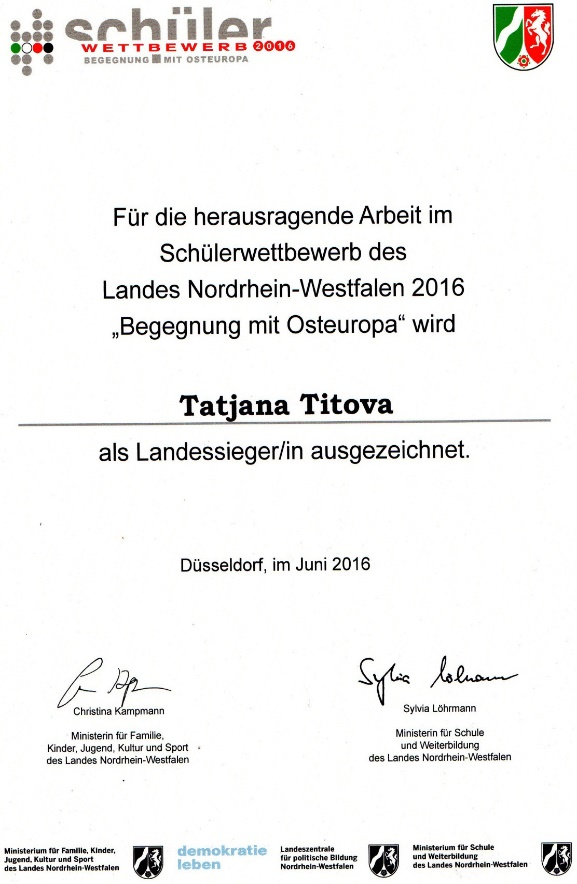 schüler
WETTBEWERB 2016
BEGEGNUNG MIT OSTEUROPA
Für die herausragende Arbeit im
Schülerwettbewerb des
Landes Nordrhein-Westfalen 2016
„Begegnung mit Osteuropa“ wird
Tatjana Titova
als Landessieger/in ausgezeichnet.
Düsseldorf, im Juni 2016
Christina Kampmann
Ministerin für Familie,
Kinder, Jugend, Kultur und Sport
des Landes Nordrhein-Westfalen
Sylvia Löhrmann
Sylvia Löhrmann
Ministerin für Schule
und Weiterbildung
des Landes Nordrhein-Westfalen
Ministerium für Familie, Kinder,
Jugend, Kultur und Sport
des Landes Nordrhein-Westfalen
demokratie
leben
Landeszentrale
für politische Bildung
Nordrhein-Westfalen
Ministerium für Schule
und Weiterbildung
des Landes Nordrhein-Westfalen